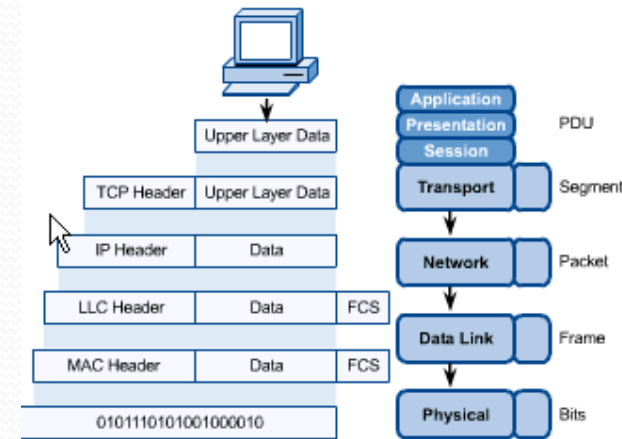 Upper Layer Data
TCP Header Upper Layer Data
IP Header Data
LLC Header Data FCS
MAC Header Data FCS
0101110101001000010
Application
Presentation
Session
PDU
Transport Segment
Network Packet
Data Link Frame
Physical Bits